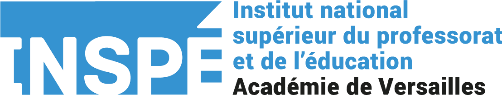 INSPÉ
Institut national
supérieur du professorat
et de l'éducation
Académie de Versailles